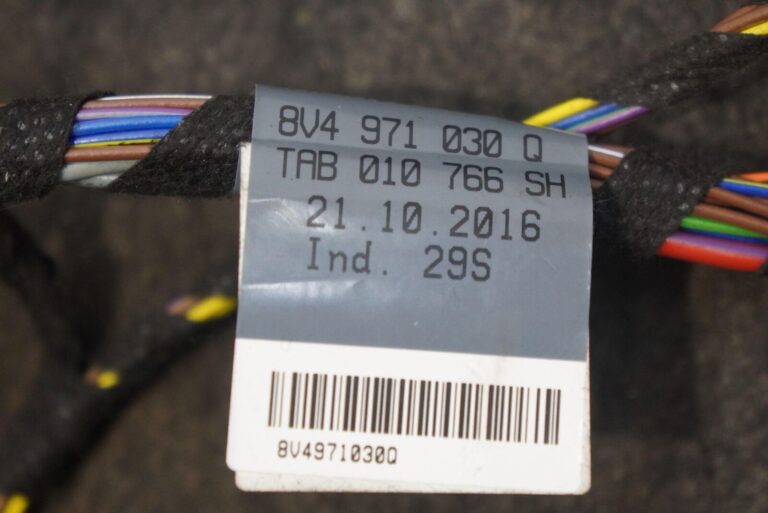 8V4 971 030 Q
TAB 010 766 SH
21.10.2016
Ind. 29S
8V4971030Q